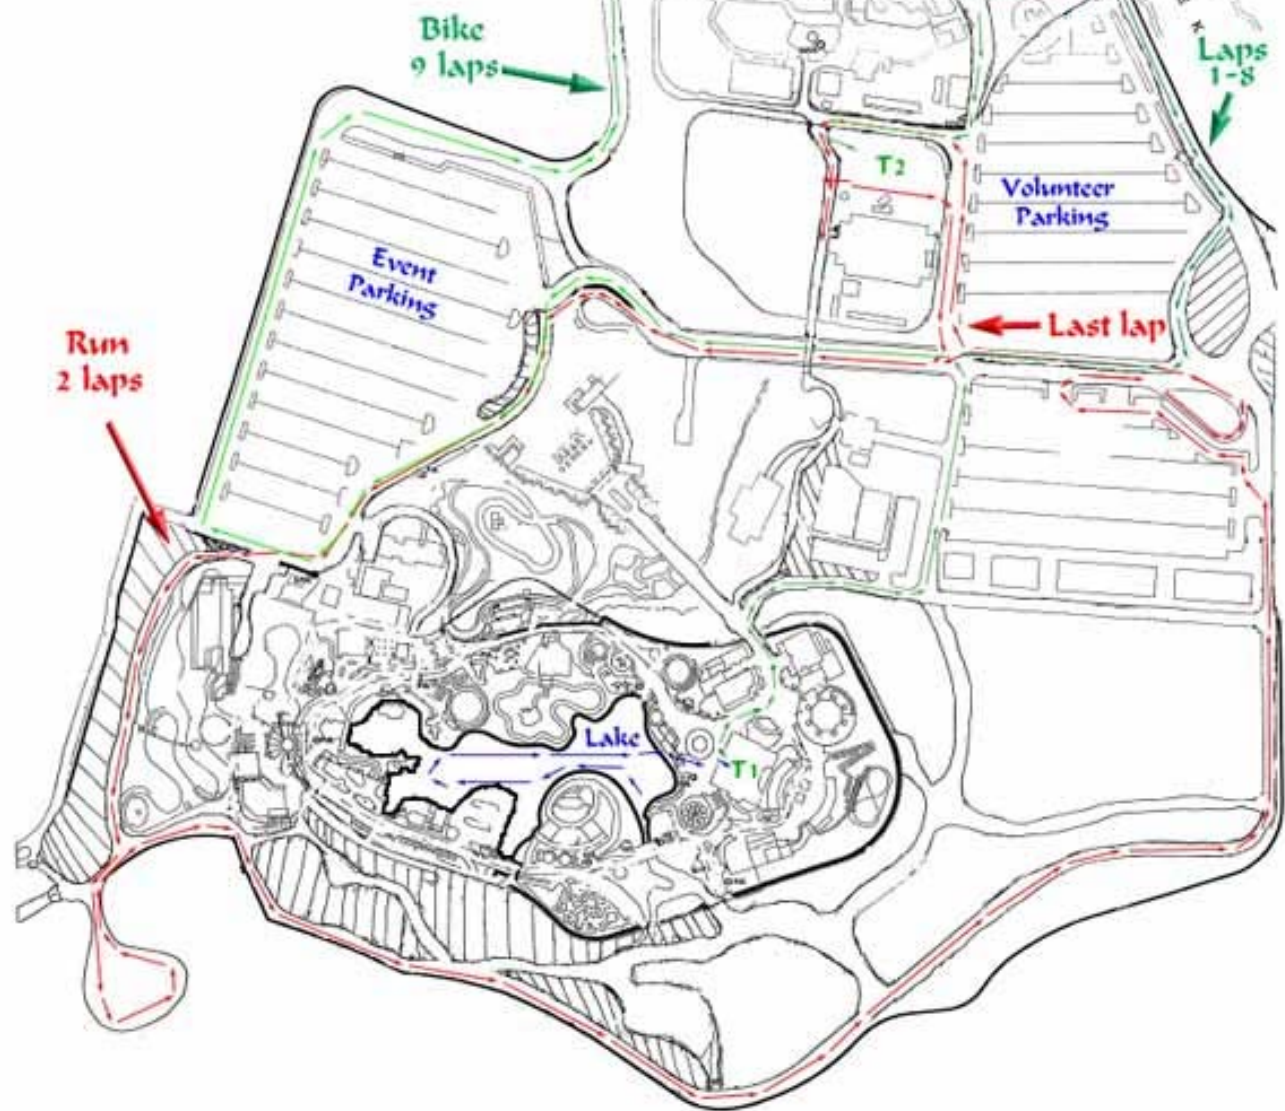 Bike
9 laps
Laps
1-8
K
T2
Volunteer
Parking
Event
Parking
Last lap
Run
2 laps
Lake
T1